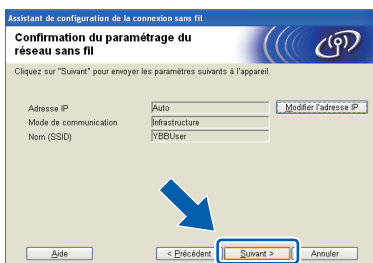 Assistant de configuration de la connexion sans fil
Confirmation du paramétrage du
réseau sans fil
Cliquez sur "Suivant" pour envoyer les paramètres suivants à l'appareil.
Adresse IP Auto Modifier l'adresse IP
Mode de communication Infrastructure
Nom (SSID) YBBUser
Aide < Précédent Suivant > Annuler